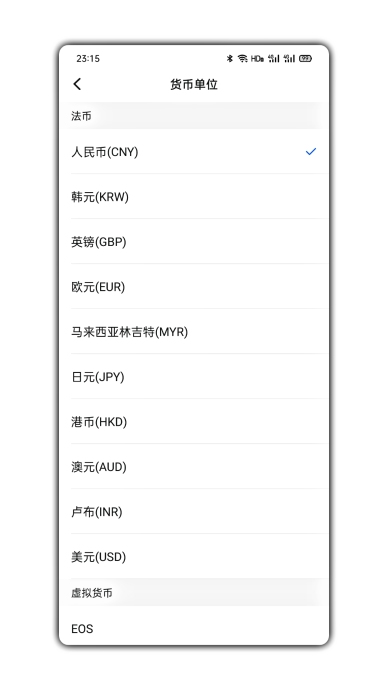 23:15
HD
99
货币单位
法币
人民币(CNY)
韩元(KRW)
英镑(GBP)
欧元(EUR)
马来西亚林吉特(MYR)
日元(JPY)
港币(HKD)
澳元(AUD)
卢布(INR)
美元(USD)
虚拟货币
EOS